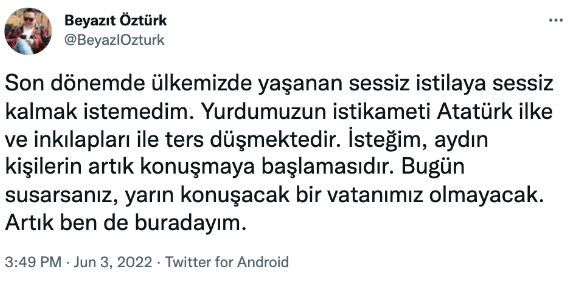 Beyazıt Öztürk
@BeyazlOzturk
Son dönemde ülkemizde yaşanan sessiz istilaya sessiz
kalmak istemedim. Yurdumuzun istikameti Atatürk ilke
ve inkılapları ile ters düşmektedir. İsteğim, aydın
kişilerin artık konuşmaya başlamasıdır. Bugün
susarsanız, yarın konuşacak bir vatanımız olmayacak.
Artık ben de buradayım.
3:49 PM · Jun 3, 2022 · Twitter for Android